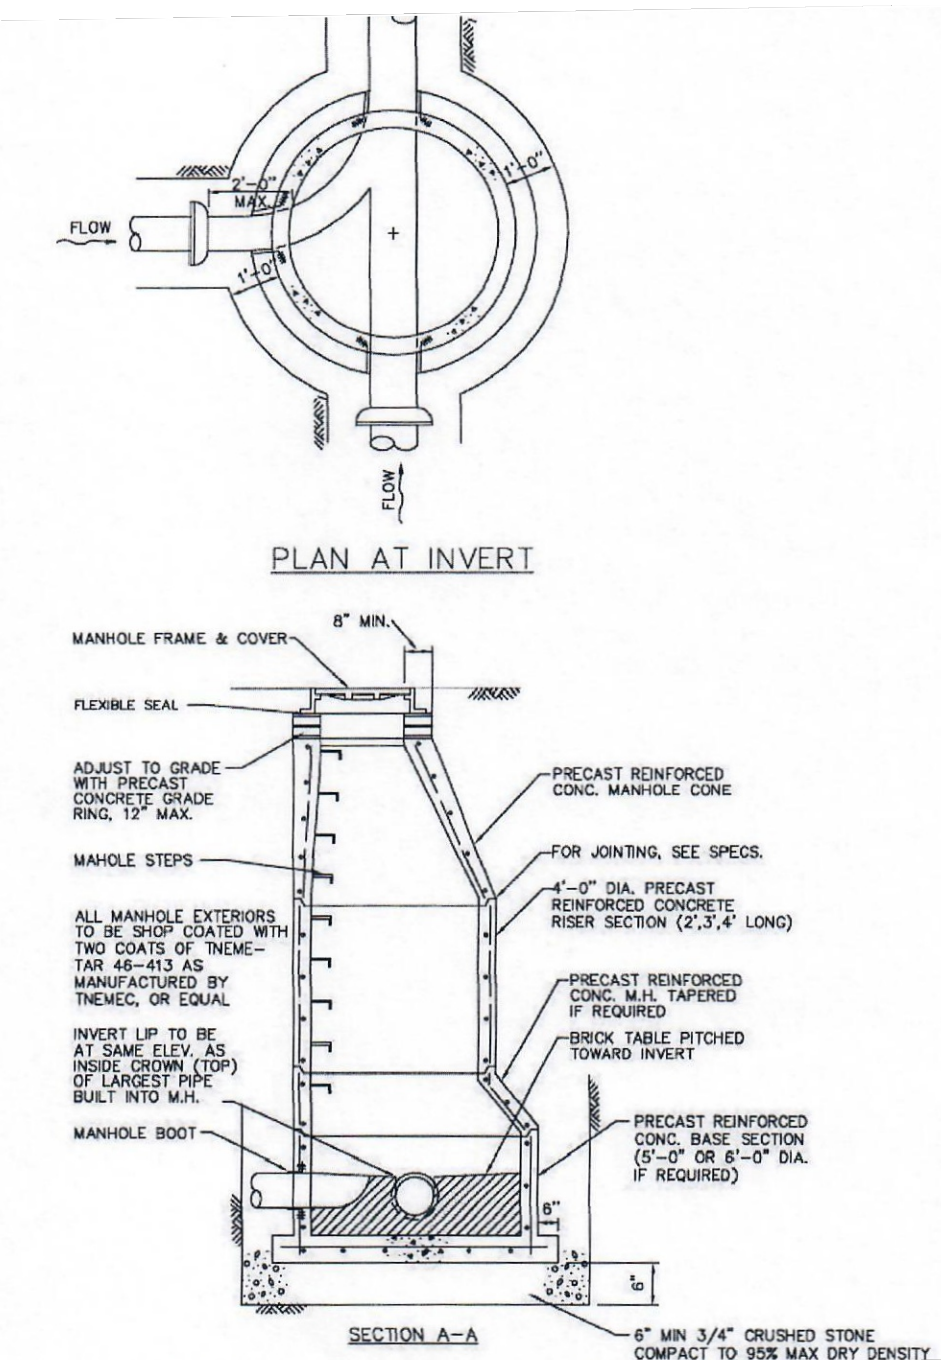 2'-0"
MAX.
1'-0"
FLOW
1'-0"
FLOW
PLAN AT INVERT
8" MIN.
MANHOLE FRAME & COVER
FLEXIBLE SEAL
ADJUST TO GRADE
WITH PRECAST
CONCRETE GRADE
RING, 12" MAX.
MAHOLE STEPS
ALL MANHOLE EXTERIORS
TO BE SHOP COATED WITH
TWO COATS OF TNEME-
TAR 46-413 AS
MANUFACTURED BY
TNEMEC, OR EQUAL
INVERT LIP TO BE
AT SAME ELEV. AS
INSIDE CROWN (TOP)
OF LARGEST PIPE
BUILT INTO M.H.
MANHOLE BOOT
PRECAST REINFORCED
CONC. MANHOLE CONE
FOR JOINTING, SEE SPECS.
4'-0" DIA. PRECAST
REINFORCED CONCRETE
RISER SECTION (2',3',4' LONG)
PRECAST REINFORCED
CONC. M.H. TAPERED
IF REQUIRED
BRICK TABLE PITCHED
TOWARD INVERT
PRECAST REINFORCED
CONC. BASE SECTION
(5'-0" OR 6'-0" DIA.
IF REQUIRED)
6"
6"
SECTION A-A
6" MIN 3/4" CRUSHED STONE
COMPACT TO 95% MAX DRY DENSITY